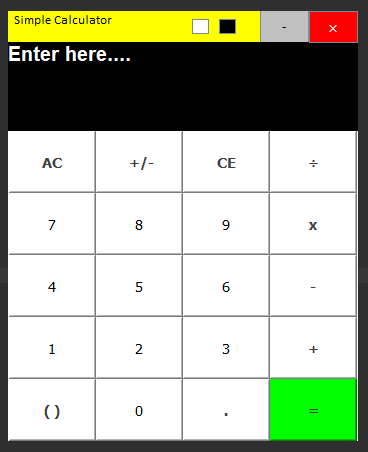 Simple Calculator - ×
Enter here....
AC +/- CE ÷
7 8 9 x
4 5 6 -
1 2 3 +
( ) 0 . =